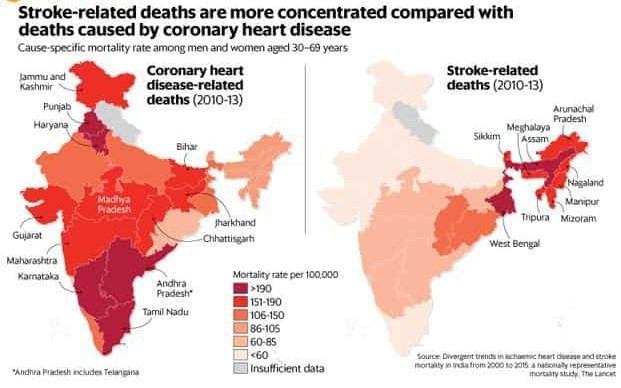 Stroke-related deaths are more concentrated compared with
deaths caused by coronary heart disease
Cause-specific mortality rate among men and women aged 30–69 years
Coronary heart
disease-related
deaths (2010-13)
Jammu and
Kashmir
Punjab
Haryana
Bihar
Madhya
Pradesh
Gujarat
Jharkhand
Chhattisgarh
Maharashtra
Karnataka
Andhra
Pradesh*
Tamil Nadu
*Andhra Pradesh includes Telangana
Mortality rate per 100,000
>190
151-190
106-150
86-105
60-85
<60
Insufficient data
Stroke-related
deaths (2010-13)
Arunachal
Pradesh
Meghalaya
Sikkim
Assam
Nagaland
Manipur
Tripura
Mizoram
West Bengal
Source: Divergent trends in ischaemic heart disease and stroke
mortality in India from 2000 to 2015: a nationally representative
mortality study, The Lancet